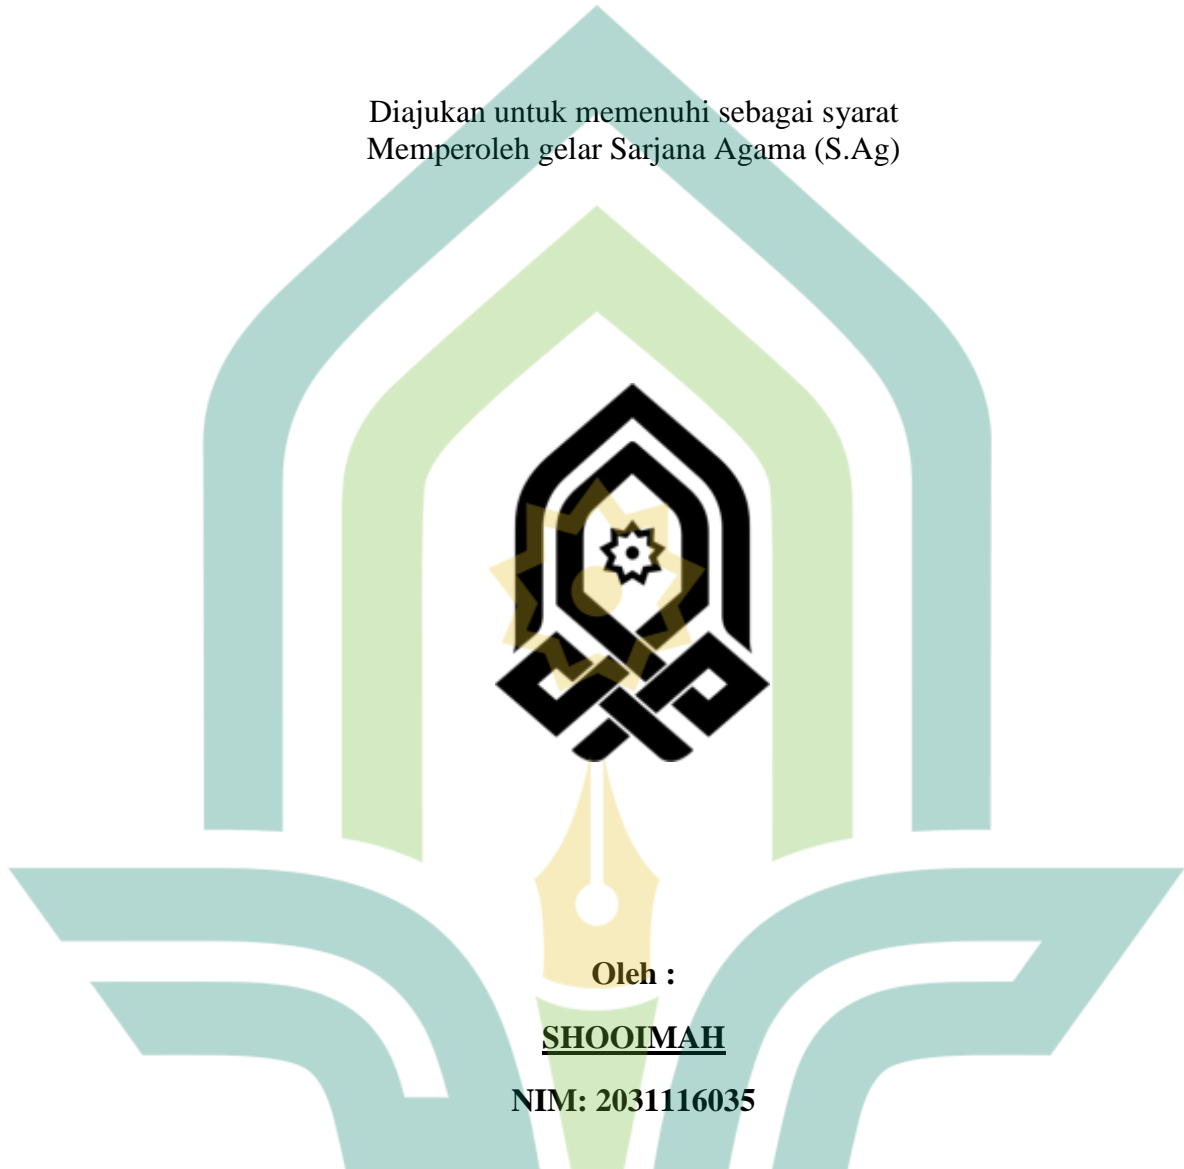 Diajukan untuk memenuhi sebagai syarat
Memperoleh gelar Sarjana Agama (S.Ag)
Oleh :
SHOOIMAH
NIM: 2031116035